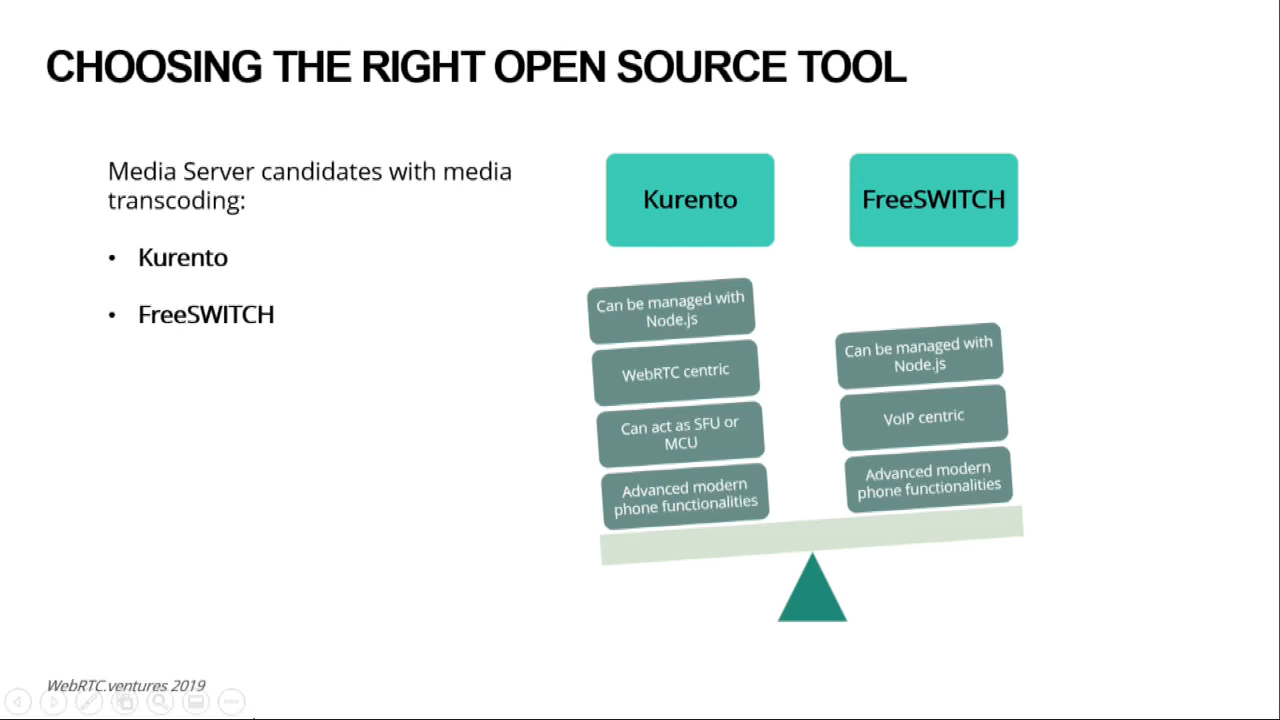 CHOOSING THE RIGHT OPEN SOURCE TOOL
Media Server candidates with media
transcoding:
• Kurento
• FreeSWITCH
Kurento
Can be managed with
Node.js
WebRTC centric
Can act as SFU or
MCU
Advanced modern
phone functionalities
FreeSWITCH
Can be managed with
Node.js
VoIP centric
Advanced modern
phone functionalities
WebRTC.ventures 2019